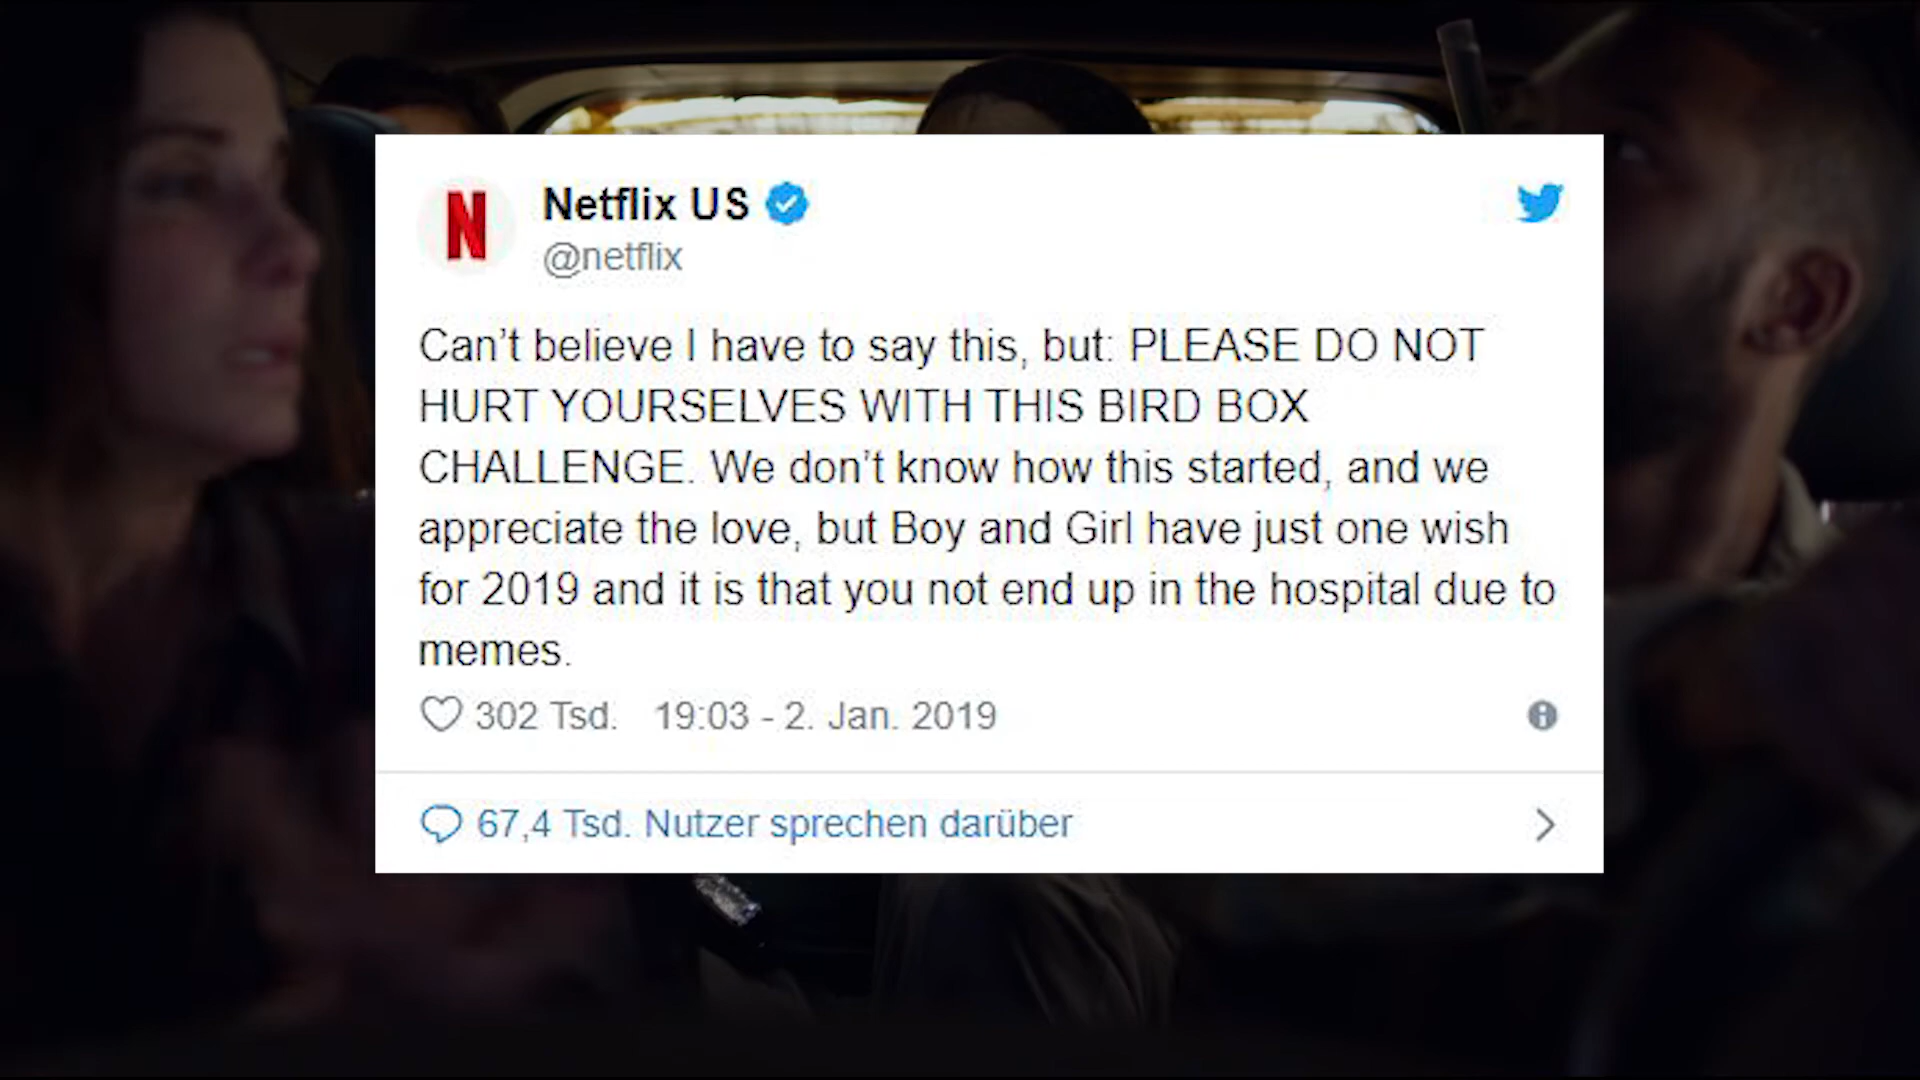 N
Netflix US
@netflix
Can't believe I have to say this, but: PLEASE DO NOT
HURT YOURSELVES WITH THIS BIRD BOX
CHALLENGE. We don't know how this started, and we
appreciate the love, but Boy and Girl have just one wish
for 2019 and it is that you not end up in the hospital due to
memes.
302 Tsd. 19:03 - 2. Jan. 2019
67,4 Tsd. Nutzer sprechen darüber